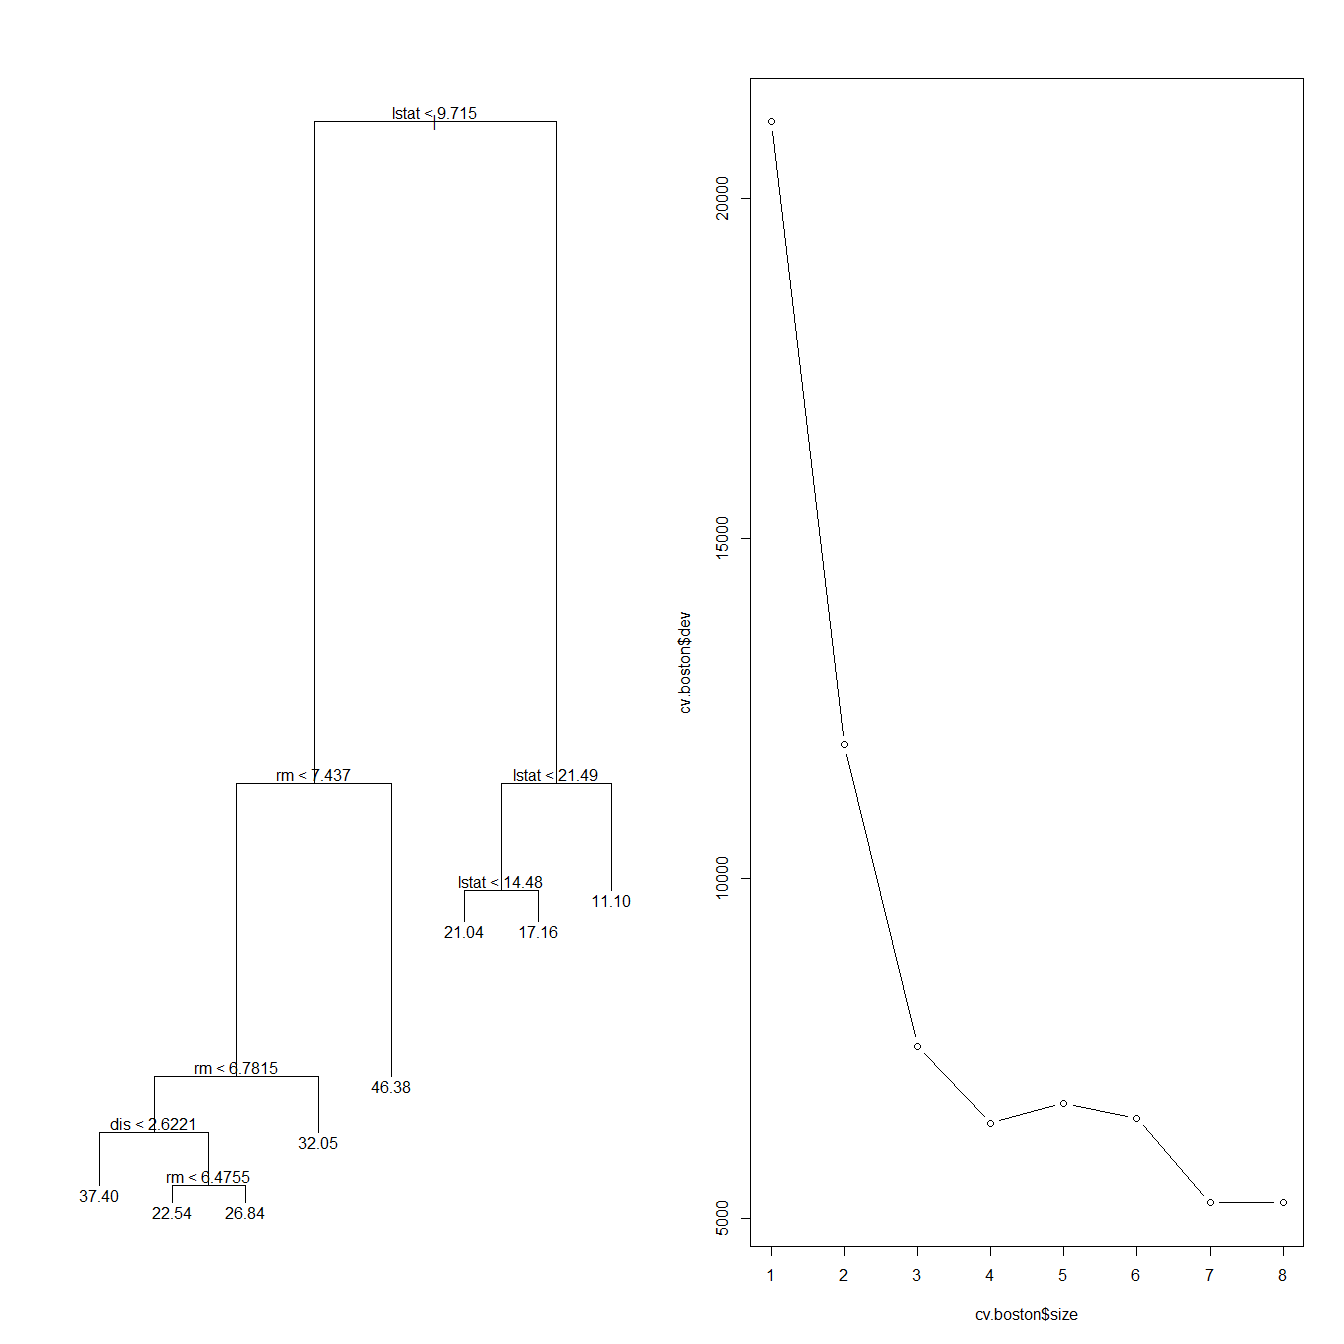 lstat < 9.715
rm < 7.437
lstat < 21.49
lstat < 14.48
11.10
21.04
17.16
rm < 6.7815
46.38
dis < 2.6221
32.05
rm < 6.4755
37.40
22.54
26.84
cv.boston$dev
20000
15000
10000
5000
1 2 3 4 5 6 7 8
cv.boston$size